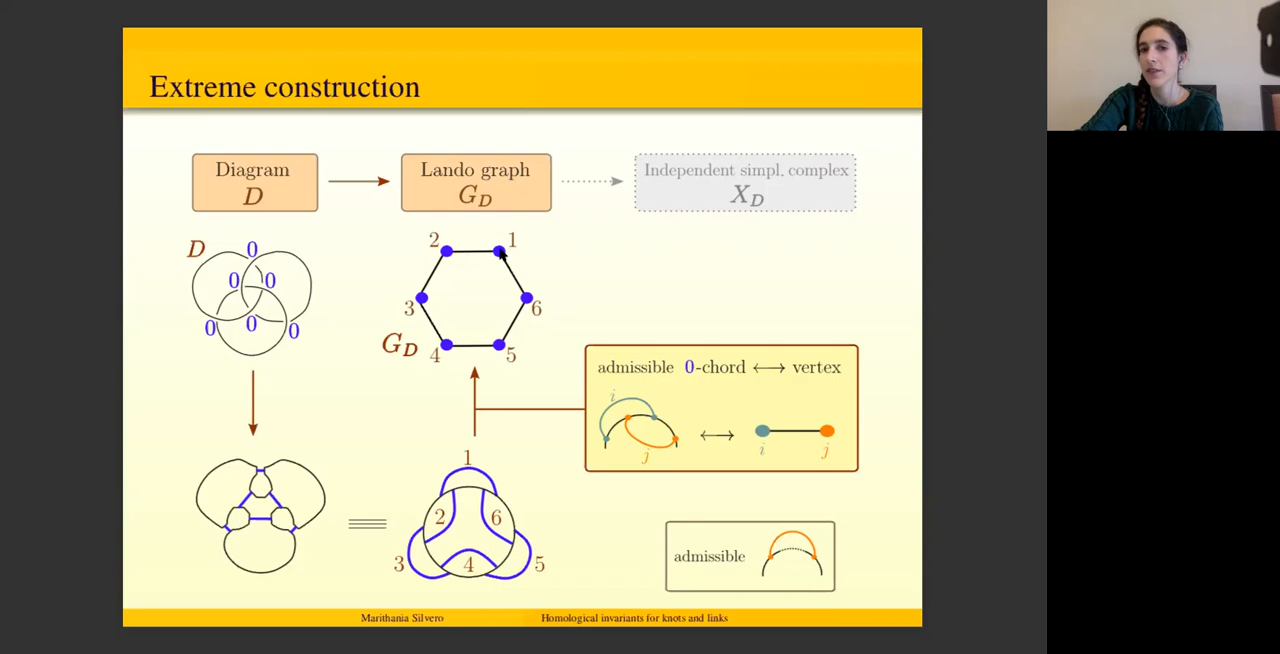 Extreme construction
Diagram
D
Lando graph
G_D
Independent simpl. complex
X_D
D
0
0 0
0 0 0
2 1
3 6
G_D 4 5
admissible 0-chord ⟷ vertex
i
j
⟷
i j
1
2 6
3 4 5
admissible
Marithania Silvero Homological invariants for knots and links